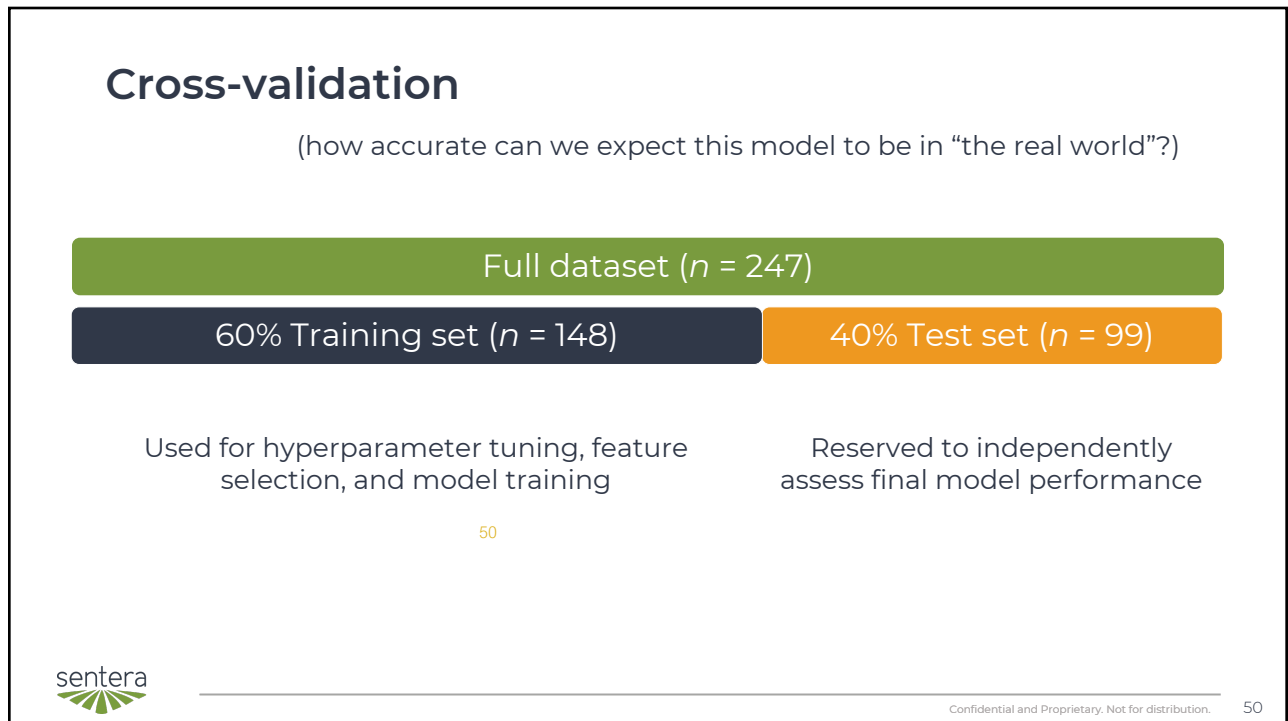 Cross-validation
(how accurate can we expect this model to be in “the real world”?)
Full dataset (n = 247)
60% Training set (n = 148)
40% Test set (n = 99)
Used for hyperparameter tuning, feature
selection, and model training
Reserved to independently
assess final model performance
50
sentera
Confidential and Proprietary. Not for distribution.
50